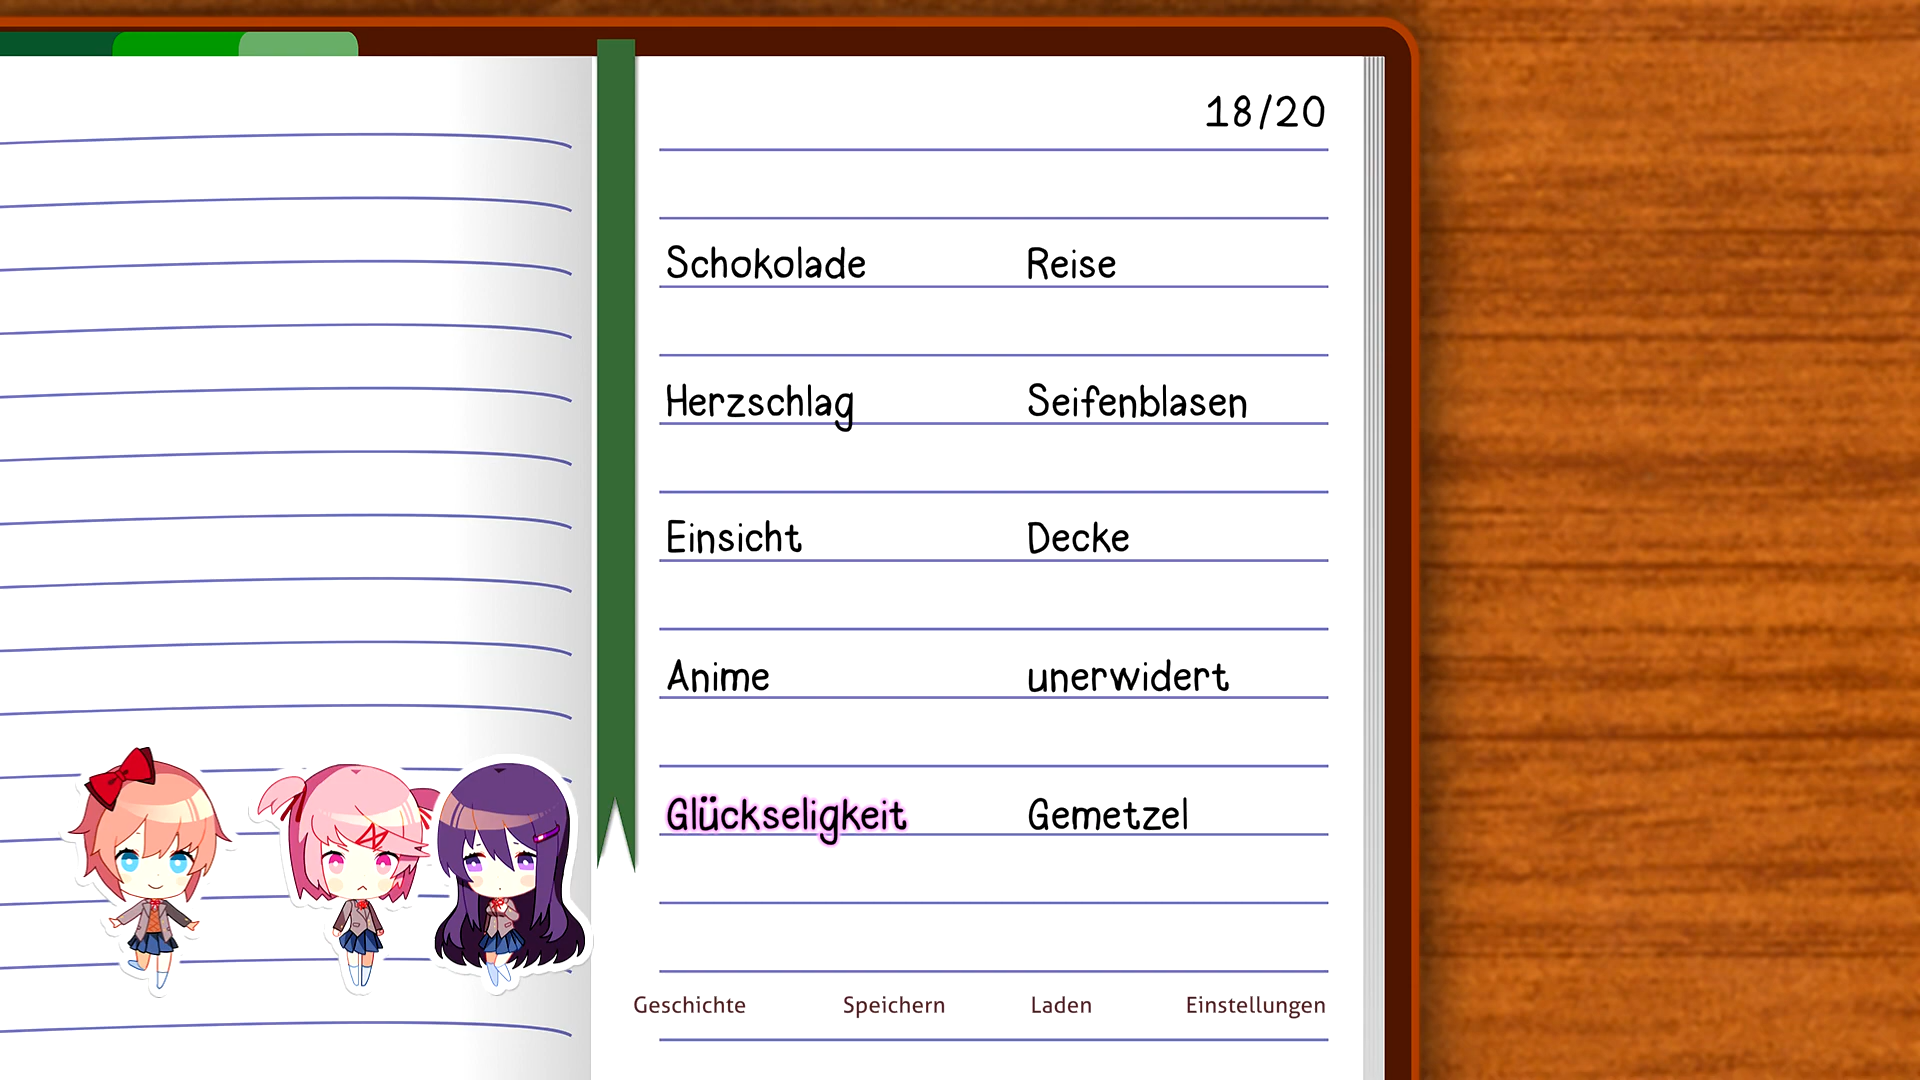 18/20
Schokolade Reise
Herzschlag Seifenblasen
Einsicht Decke
Anime unerwidert
Glückseligkeit Gemetzel
Geschichte Speichern Laden Einstellungen